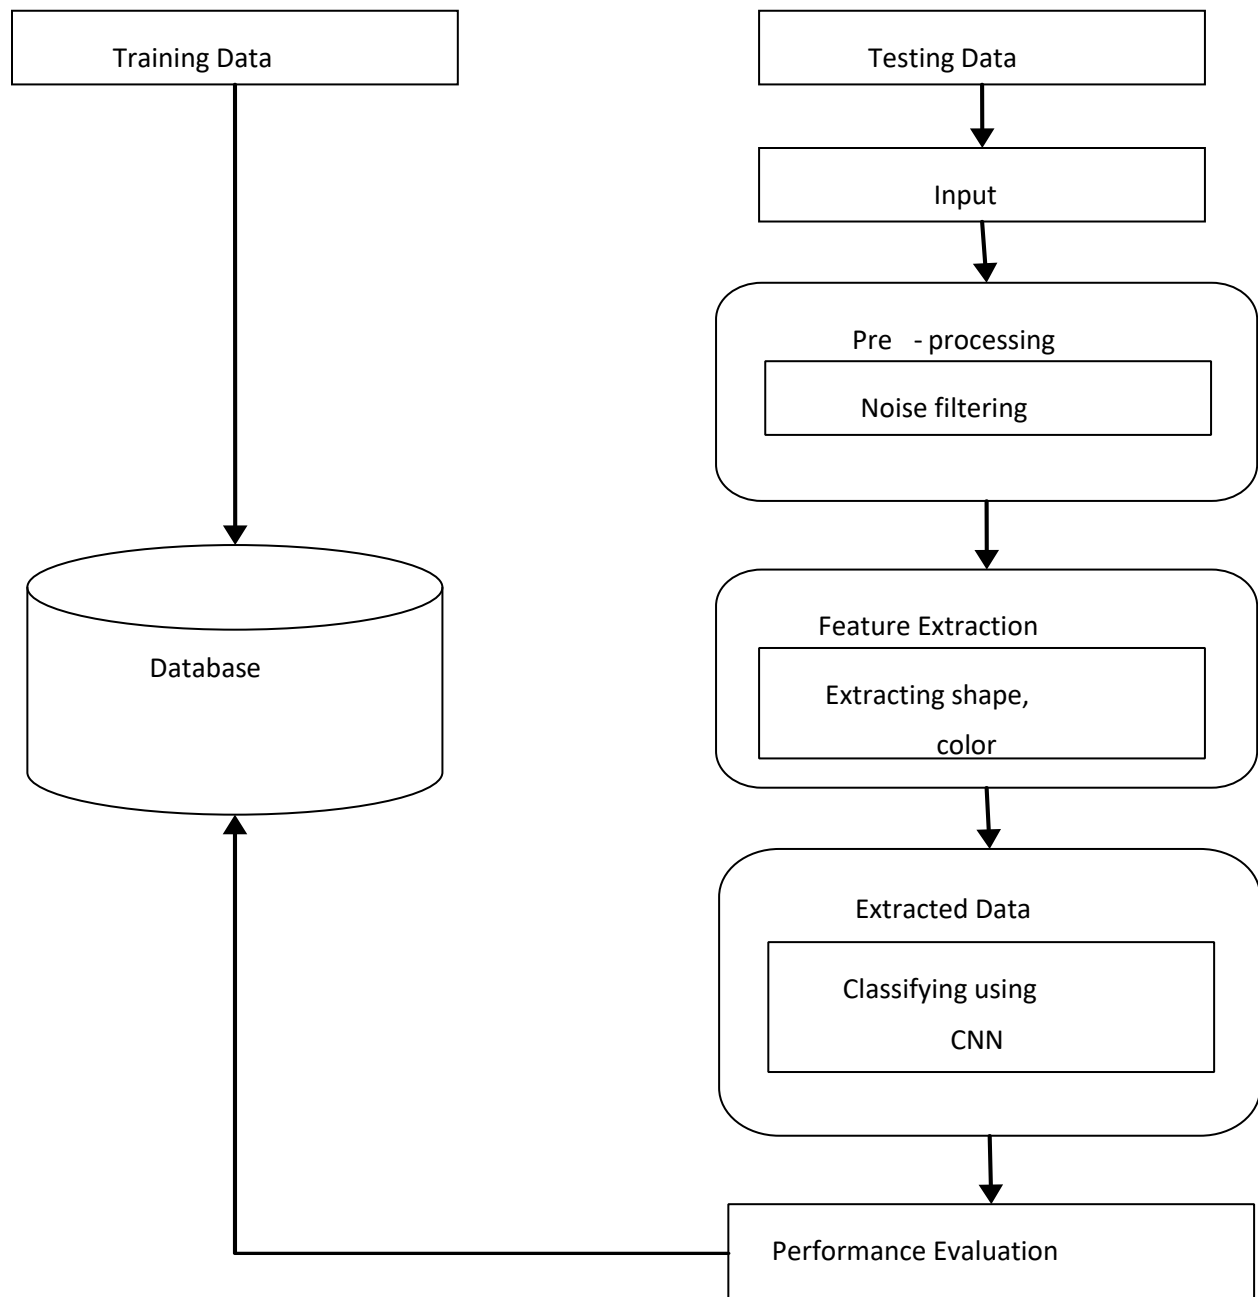 Training Data
Testing Data
Input
Pre - processing
Noise filtering
Feature Extraction
Extracting shape,
color
Database
Extracted Data
Classifying using
CNN
Performance Evaluation